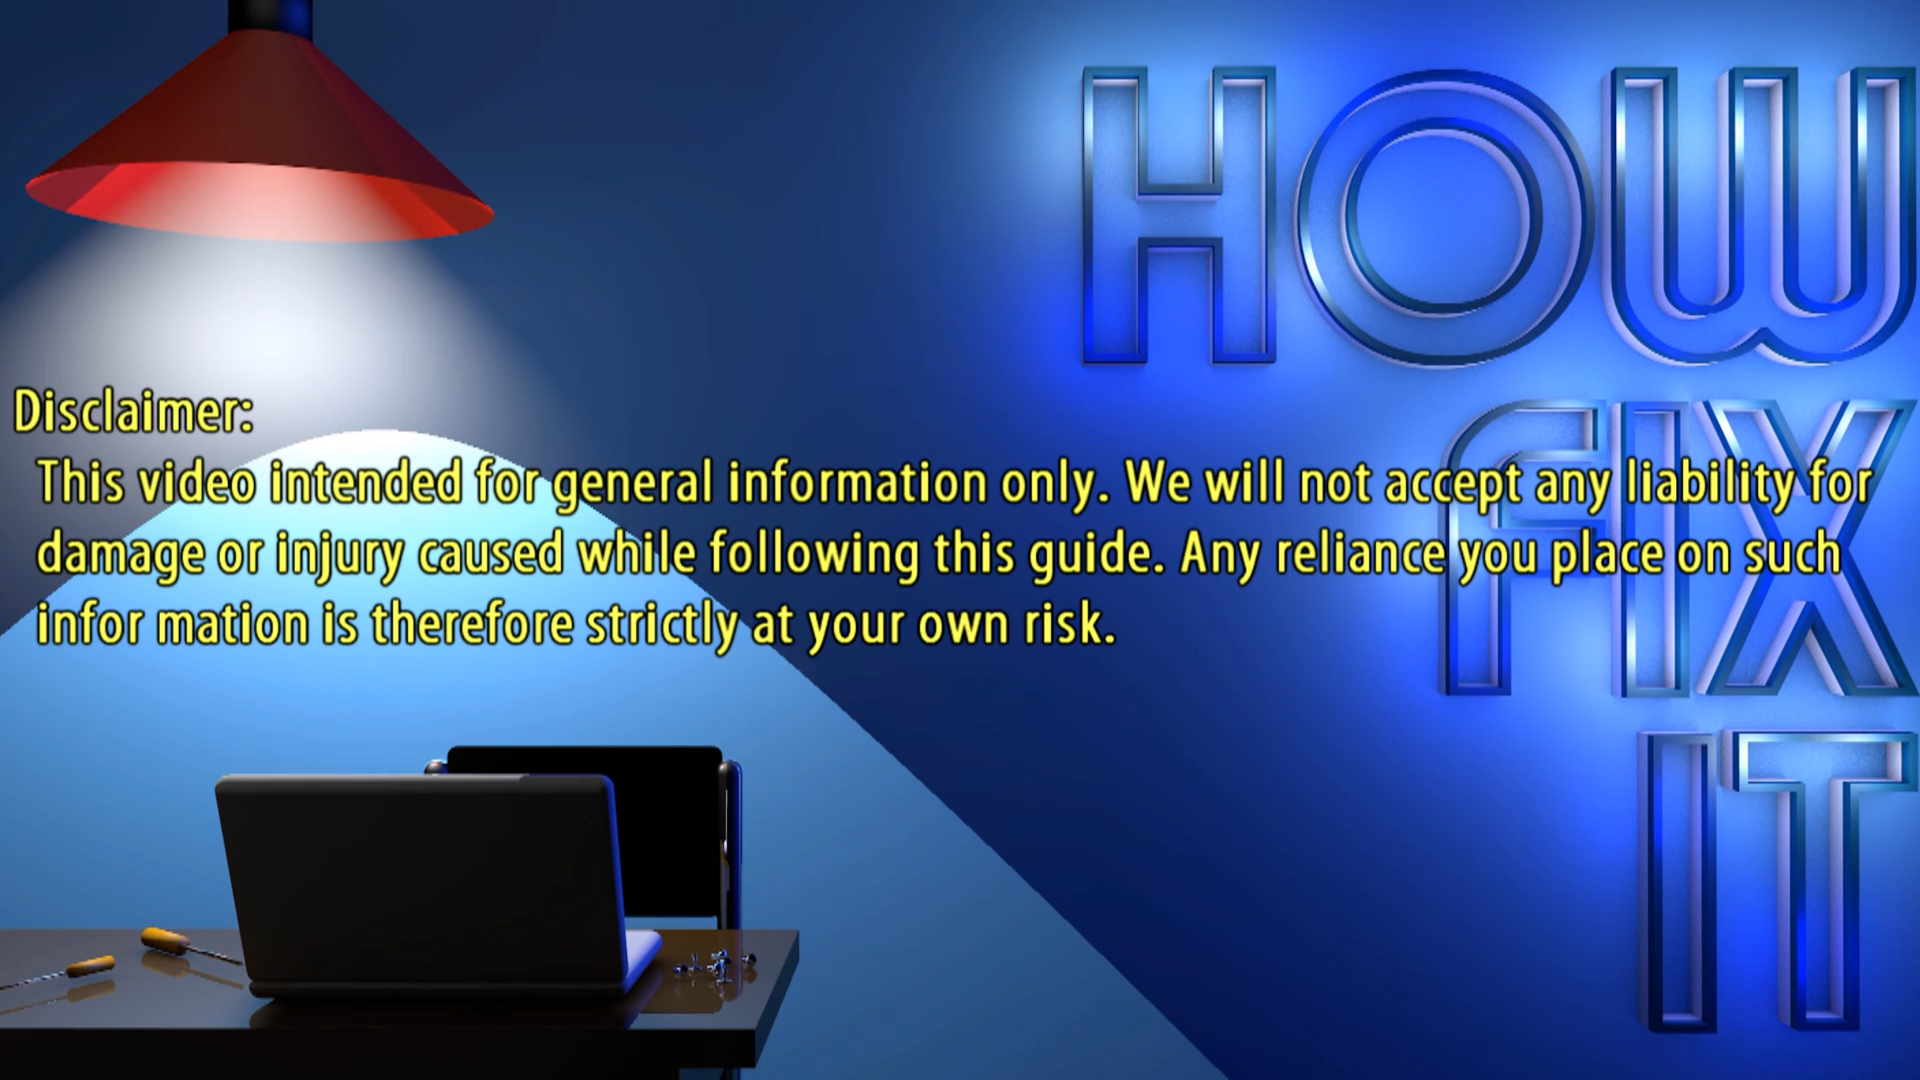 HOW
FIX
IT
Disclaimer:
This video intended for general information only. We will not accept any liability for
damage or injury caused while following this guide. Any reliance you place on such
infor mation is therefore strictly at your own risk.